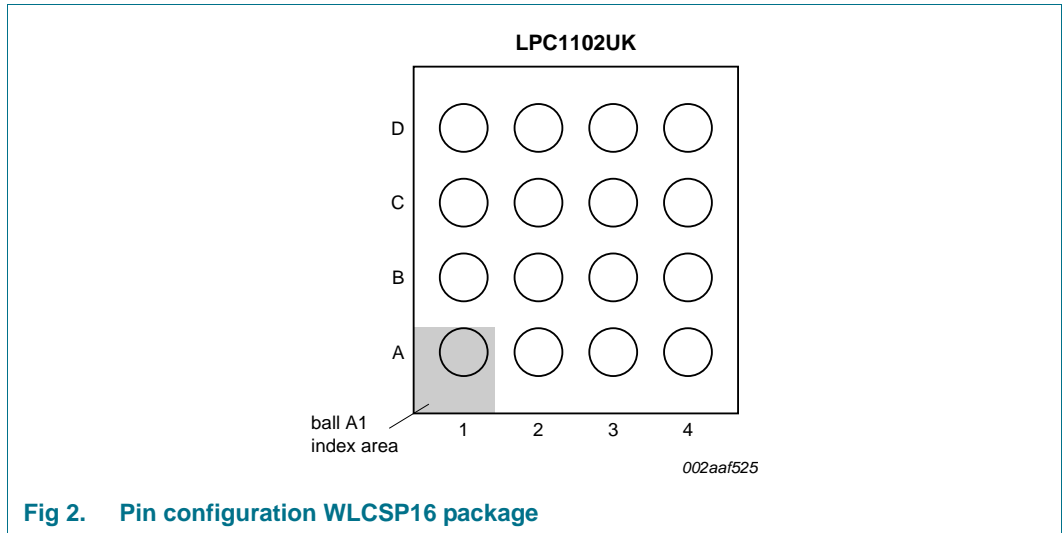 LPC1102UK
D
C
B
A
ball A1
index area
1 2 3 4
002aaf525
Fig 2. Pin configuration WLCSP16 package